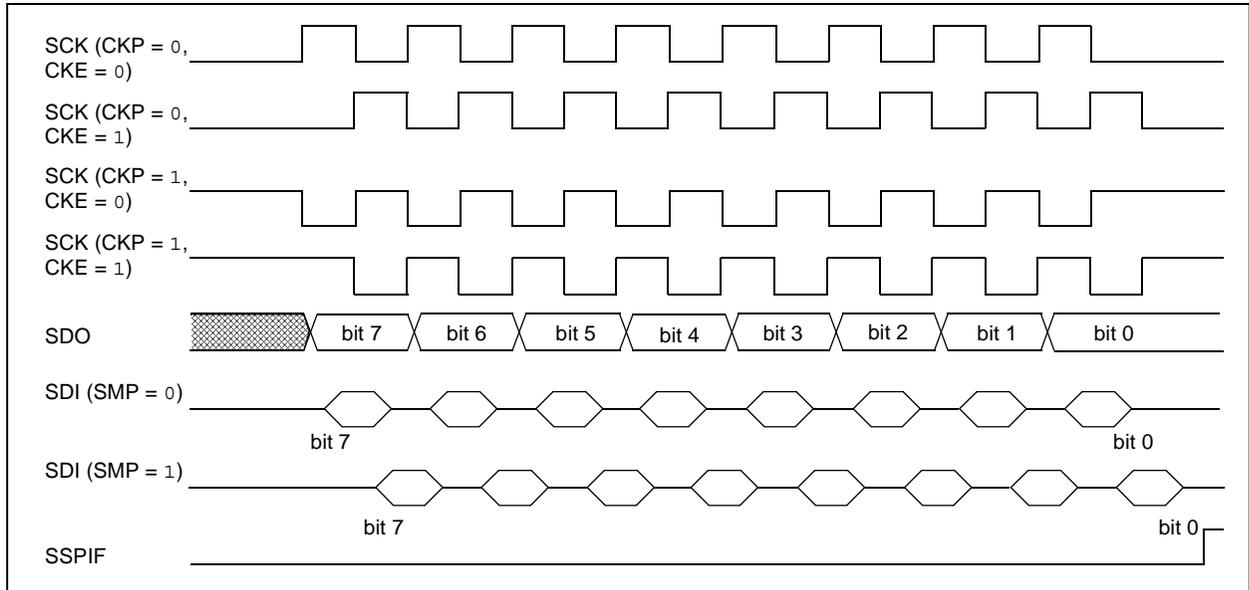 SCK (CKP = 0,
CKE = 0)
SCK (CKP = 0,
CKE = 1)
SCK (CKP = 1,
CKE = 0)
SCK (CKP = 1,
CKE = 1)
SDO bit 7 bit 6 bit 5 bit 4 bit 3 bit 2 bit 1 bit 0
SDI (SMP = 0)
bit 7 bit 0
SDI (SMP = 1)
bit 7 bit 0
SSPIF